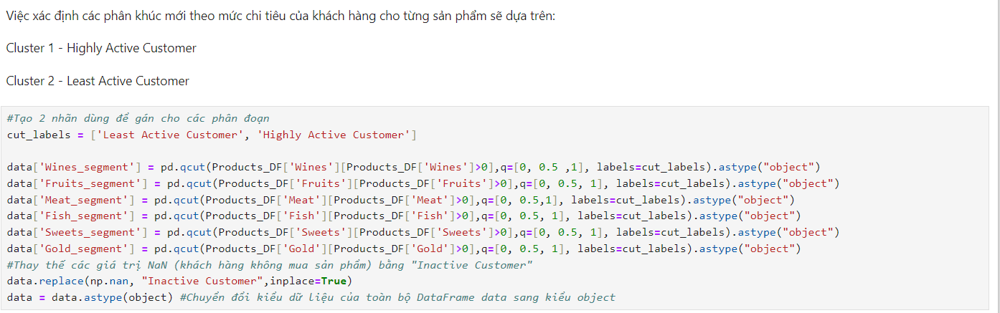 Việc xác định các phân khúc mới theo mức chi tiêu của khách hàng cho từng sản phẩm sẽ dựa trên:
Cluster 1 - Highly Active Customer
Cluster 2 - Least Active Customer
#Tạo 2 nhãn dùng để gán cho các phân đoạn
cut_labels = ['Least Active Customer', 'Highly Active Customer']
data['Wines_segment'] = pd.qcut(Products_DF['Wines'][Products_DF['Wines']>0],q=[0, 0.5 ,1], labels=cut_labels).astype("object")
data['Fruits_segment'] = pd.qcut(Products_DF['Fruits'][Products_DF['Fruits']>0],q=[0, 0.5, 1], labels=cut_labels).astype("object")
data['Meat_segment'] = pd.qcut(Products_DF['Meat'][Products_DF['Meat']>0],q=[0, 0.5,1], labels=cut_labels).astype("object")
data['Fish_segment'] = pd.qcut(Products_DF['Fish'][Products_DF['Fish']>0],q=[0, 0.5, 1], labels=cut_labels).astype("object")
data['Sweets_segment'] = pd.qcut(Products_DF['Sweets'][Products_DF['Sweets']>0],q=[0, 0.5, 1], labels=cut_labels).astype("object")
data['Gold_segment'] = pd.qcut(Products_DF['Gold'][Products_DF['Gold']>0],q=[0, 0.5, 1], labels=cut_labels).astype("object")
#Thay thế các giá trị NaN (khách hàng không mua sản phẩm) bằng "Inactive Customer"
data.replace(np.nan, "Inactive Customer",inplace=True)
data = data.astype(object) #Chuyển đổi kiểu dữ liệu của toàn bộ DataFrame data sang kiểu object